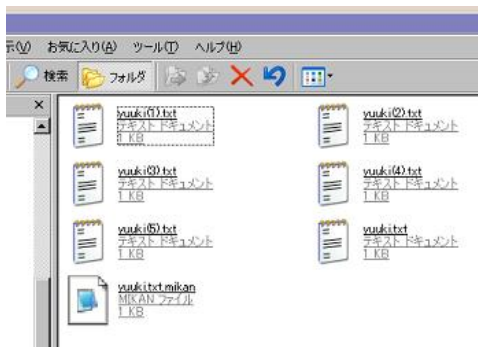 示(V) お気に入り(A) ツール(T) ヘルプ(H)
検索 フォルダ
yuuki(1).txt
テキスト ドキュメント
1 KB
yuuki(2).txt
テキスト ドキュメント
1 KB
yuuki(3).txt
テキスト ドキュメント
1 KB
yuuki(4).txt
テキスト ドキュメント
1 KB
yuuki(5).txt
テキスト ドキュメント
1 KB
yuuki.txt
テキスト ドキュメント
1 KB
yuuki.txt.mikan
MIKAN ファイル
1 KB